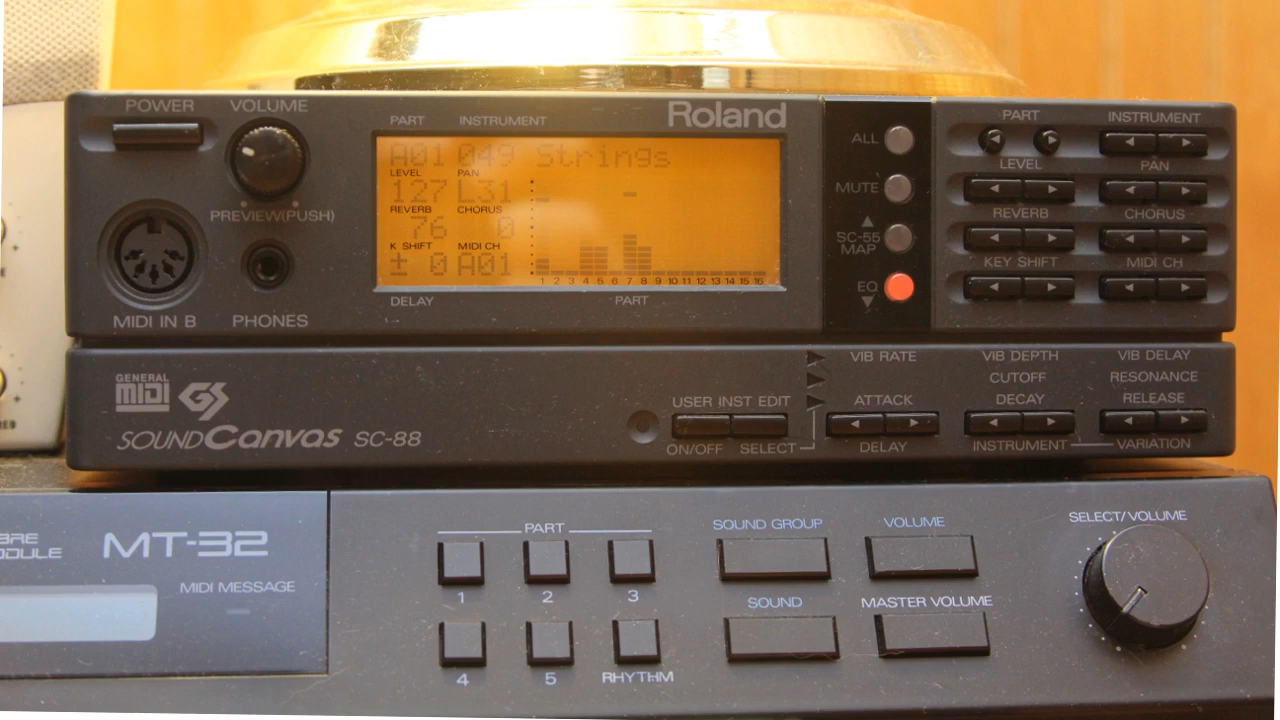 POWER VOLUME
PREVIEW(PUSH)
MIDI IN B PHONES
PART INSTRUMENT Roland
A01 049 Strings
LEVEL PAN
127 L31
REVERB CHORUS
76 0
K SHIFT MIDI CH
± 0 A01
1 2 3 4 5 6 7 8 9 10 11 12 13 14 15 16
DELAY PART
ALL
MUTE
SC-55
MAP
EQ
PART INSTRUMENT
LEVEL PAN
REVERB CHORUS
KEY SHIFT MIDI CH
GENERAL
MIDI GS
SOUND Canvas SC-88
USER INST EDIT
ON/OFF SELECT
VIB RATE VIB DEPTH VIB DELAY
CUTOFF RESONANCE
ATTACK DECAY RELEASE
DELAY INSTRUMENT VARIATION
MT-32
MIDI MESSAGE
PART
1 2 3
4 5 RHYTHM
SOUND GROUP VOLUME
SOUND MASTER VOLUME
SELECT/VOLUME